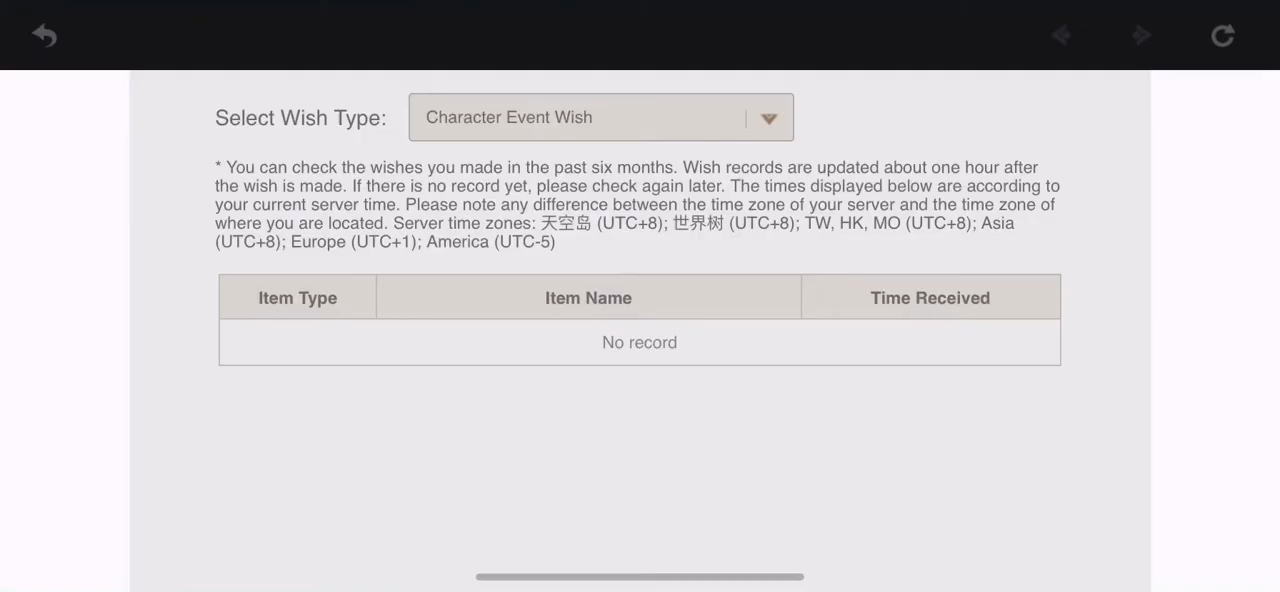 Select Wish Type:
Character Event Wish
* You can check the wishes you made in the past six months. Wish records are updated about one hour after
the wish is made. If there is no record yet, please check again later. The times displayed below are according to
your current server time. Please note any difference between the time zone of your server and the time zone of
where you are located. Server time zones: 天空岛 (UTC+8); 世界树 (UTC+8); TW, HK, MO (UTC+8); Asia
(UTC+8); Europe (UTC+1); America (UTC-5)
Item Type
Item Name
Time Received
No record